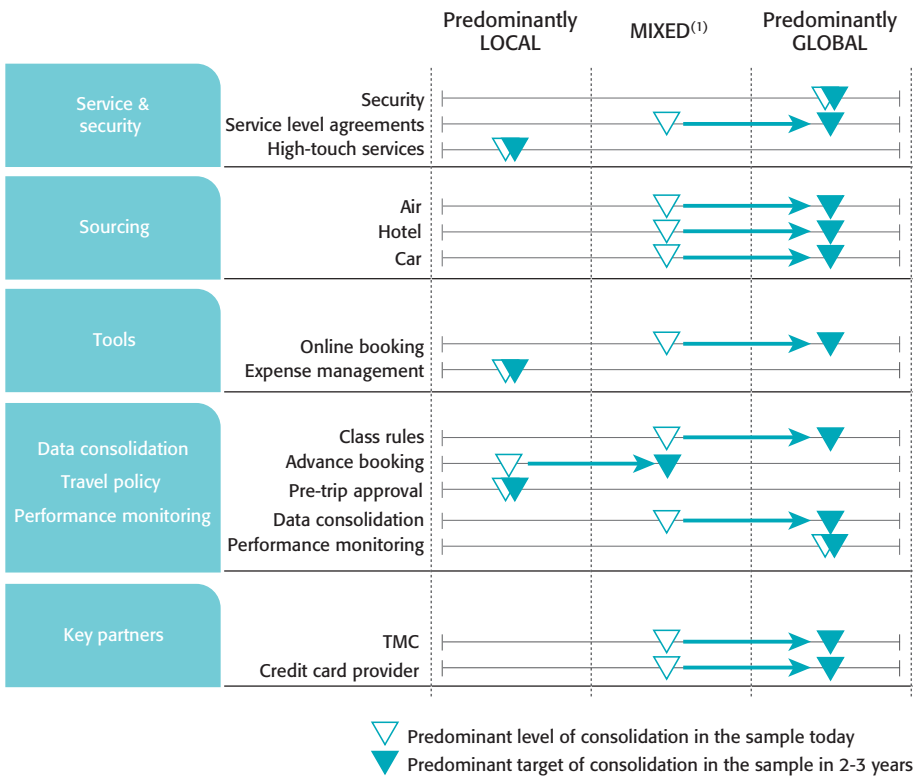 Predominantly
LOCAL
MIXED(1)
Predominantly
GLOBAL
Service &
security
Security
Service level agreements
High-touch services
Sourcing
Air
Hotel
Car
Tools
Online booking
Expense management
Data consolidation
Travel policy
Performance monitoring
Class rules
Advance booking
Pre-trip approval
Data consolidation
Performance monitoring
Key partners
TMC
Credit card provider
Predominant level of consolidation in the sample today
Predominant target of consolidation in the sample in 2-3 years